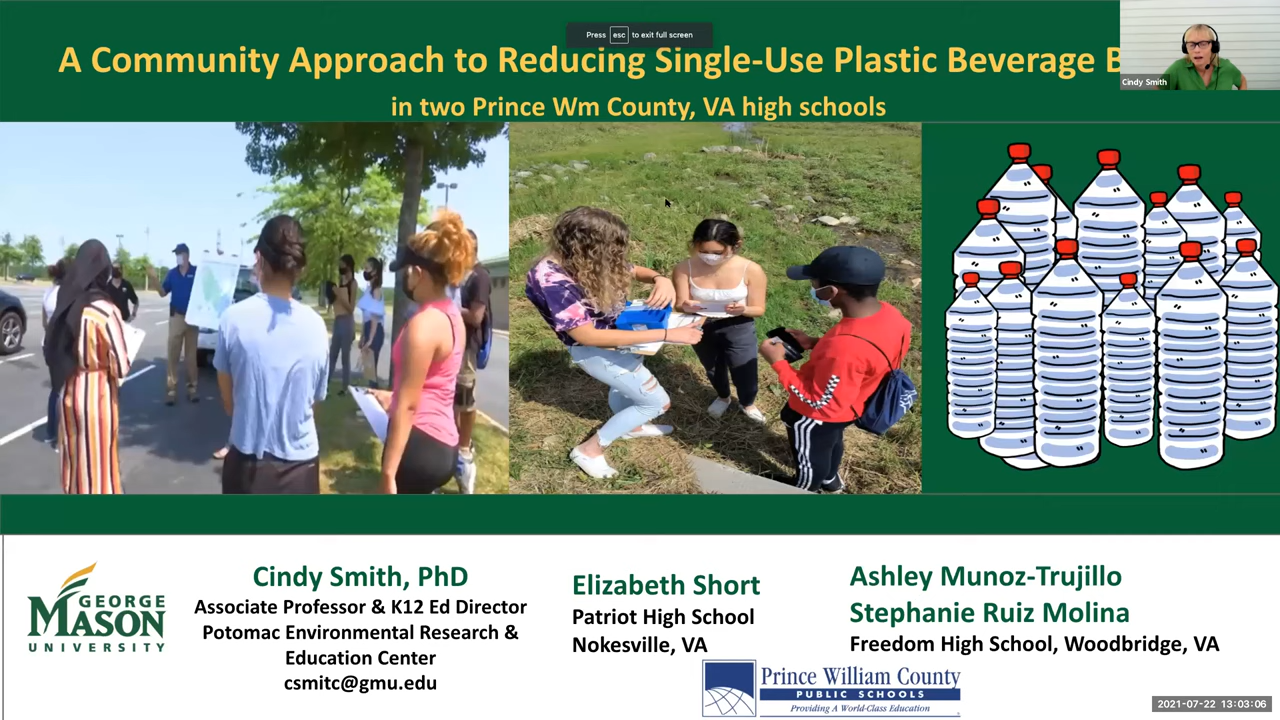 Press esc to exit full screen
A Community Approach to Reducing Single-Use Plastic Beverage B
in two Prince Wm County, VA high schools
Cindy Smith
GEORGE
MASON
UNIVERSITY
Cindy Smith, PhD
Associate Professor & K12 Ed Director
Potomac Environmental Research &
Education Center
csmitc@gmu.edu
Elizabeth Short
Patriot High School
Nokesville, VA
Ashley Munoz-Trujillo
Stephanie Ruiz Molina
Freedom High School, Woodbridge, VA
Prince William County
PUBLIC SCHOOLS
Providing A World-Class Education
2021-07-22 13:03:06